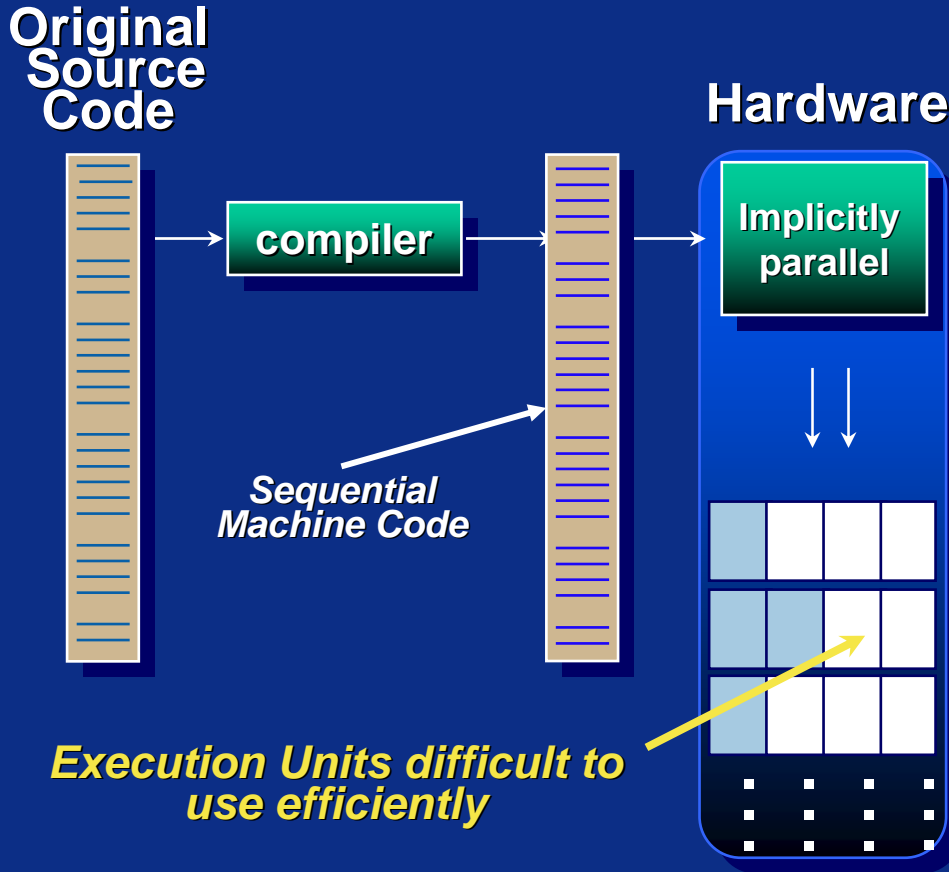 Original
Source
Code
Hardware
compiler
Implicitly
parallel
Sequential
Machine Code
Execution Units difficult to
use efficiently